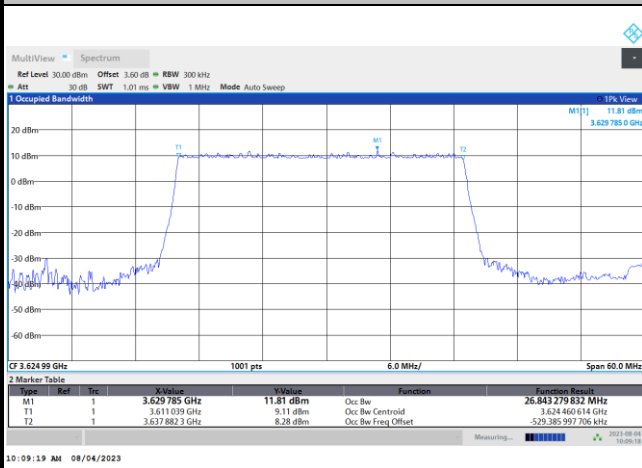 MultiView Spectrum
Ref Level 30.00 dBm Offset 3.60 dB RBW 300 kHz
Att 30 dB SWT 1.01 ms VBW 1 MHz Mode Auto Sweep
1 Occupied Bandwidth 1Pk View
M1[1] 11.81 dBm
3.629 785 0 GHz
20 dBm
M1
T1
T2
10 dBm
0 dBm
-10 dBm
-20 dBm
-30 dBm
-40 dBm
-50 dBm
-60 dBm
CF 3.624 99 GHz 1001 pts 6.0 MHz/ Span 60.0 MHz
2 Marker Table
Type Ref Trc X-Value Y-Value Function Function Result
M1 1 3.629 785 GHz 11.81 dBm Occ Bw 26.843 279 832 MHz
T1 1 3.611 039 GHz 9.11 dBm Occ Bw Centroid 3.624 460 614 GHz
T2 1 3.637 882 3 GHz 8.28 dBm Occ Bw Freq Offset -529.385 997 706 kHz
Measuring... 2023-08-04
10:09:18
10:09:19 AM 08/04/2023